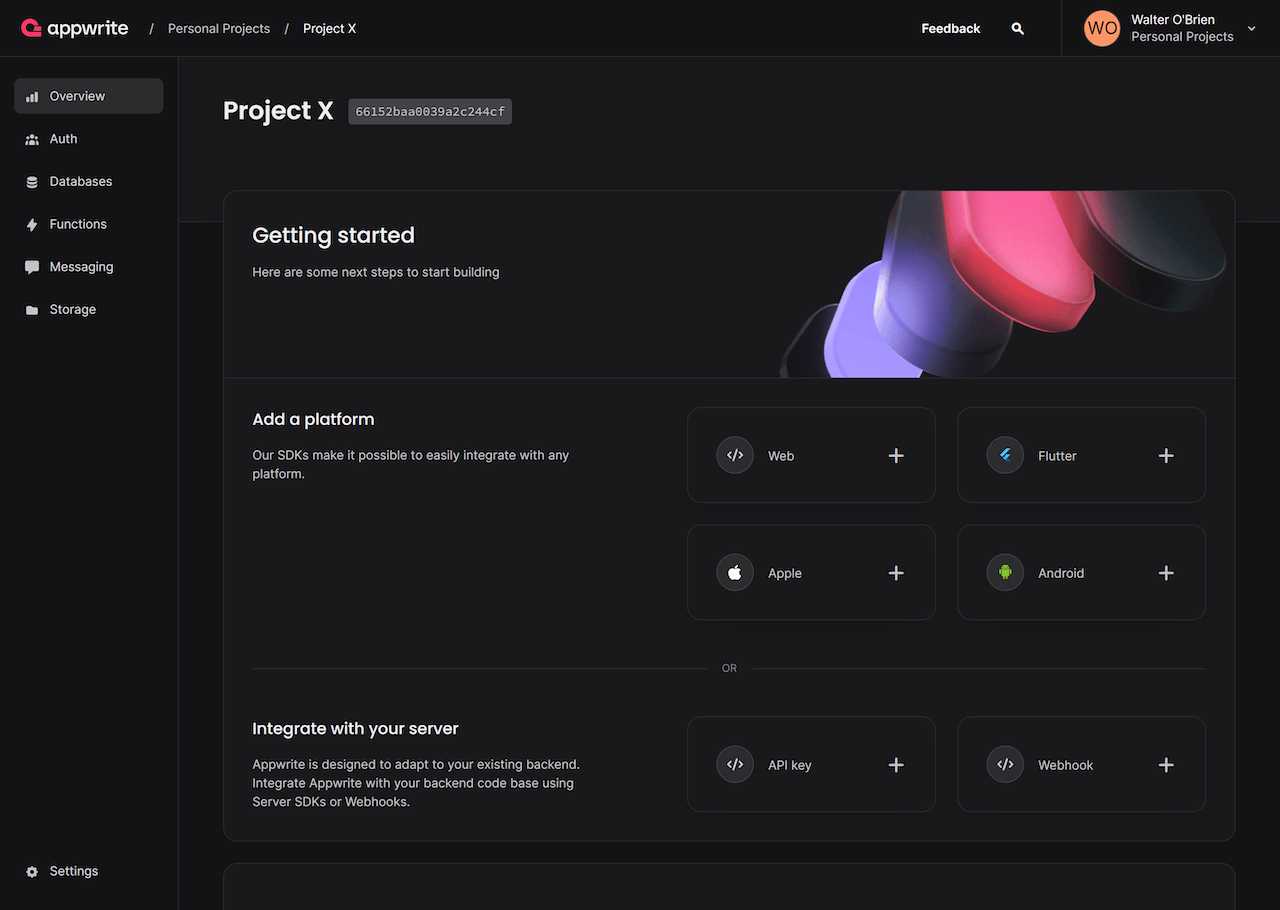 appwrite / Personal Projects / Project X
Feedback
WO
Walter O'Brien
Personal Projects
Overview
Auth
Databases
Functions
Messaging
Storage
Settings
Project X 66152baa0039a2c244cf
Getting started
Here are some next steps to start building
Add a platform
Our SDKs make it possible to easily integrate with any
platform.
Web
Flutter
Apple
Android
OR
Integrate with your server
Appwrite is designed to adapt to your existing backend.
Integrate Appwrite with your backend code base using
Server SDKs or Webhooks.
API key
Webhook